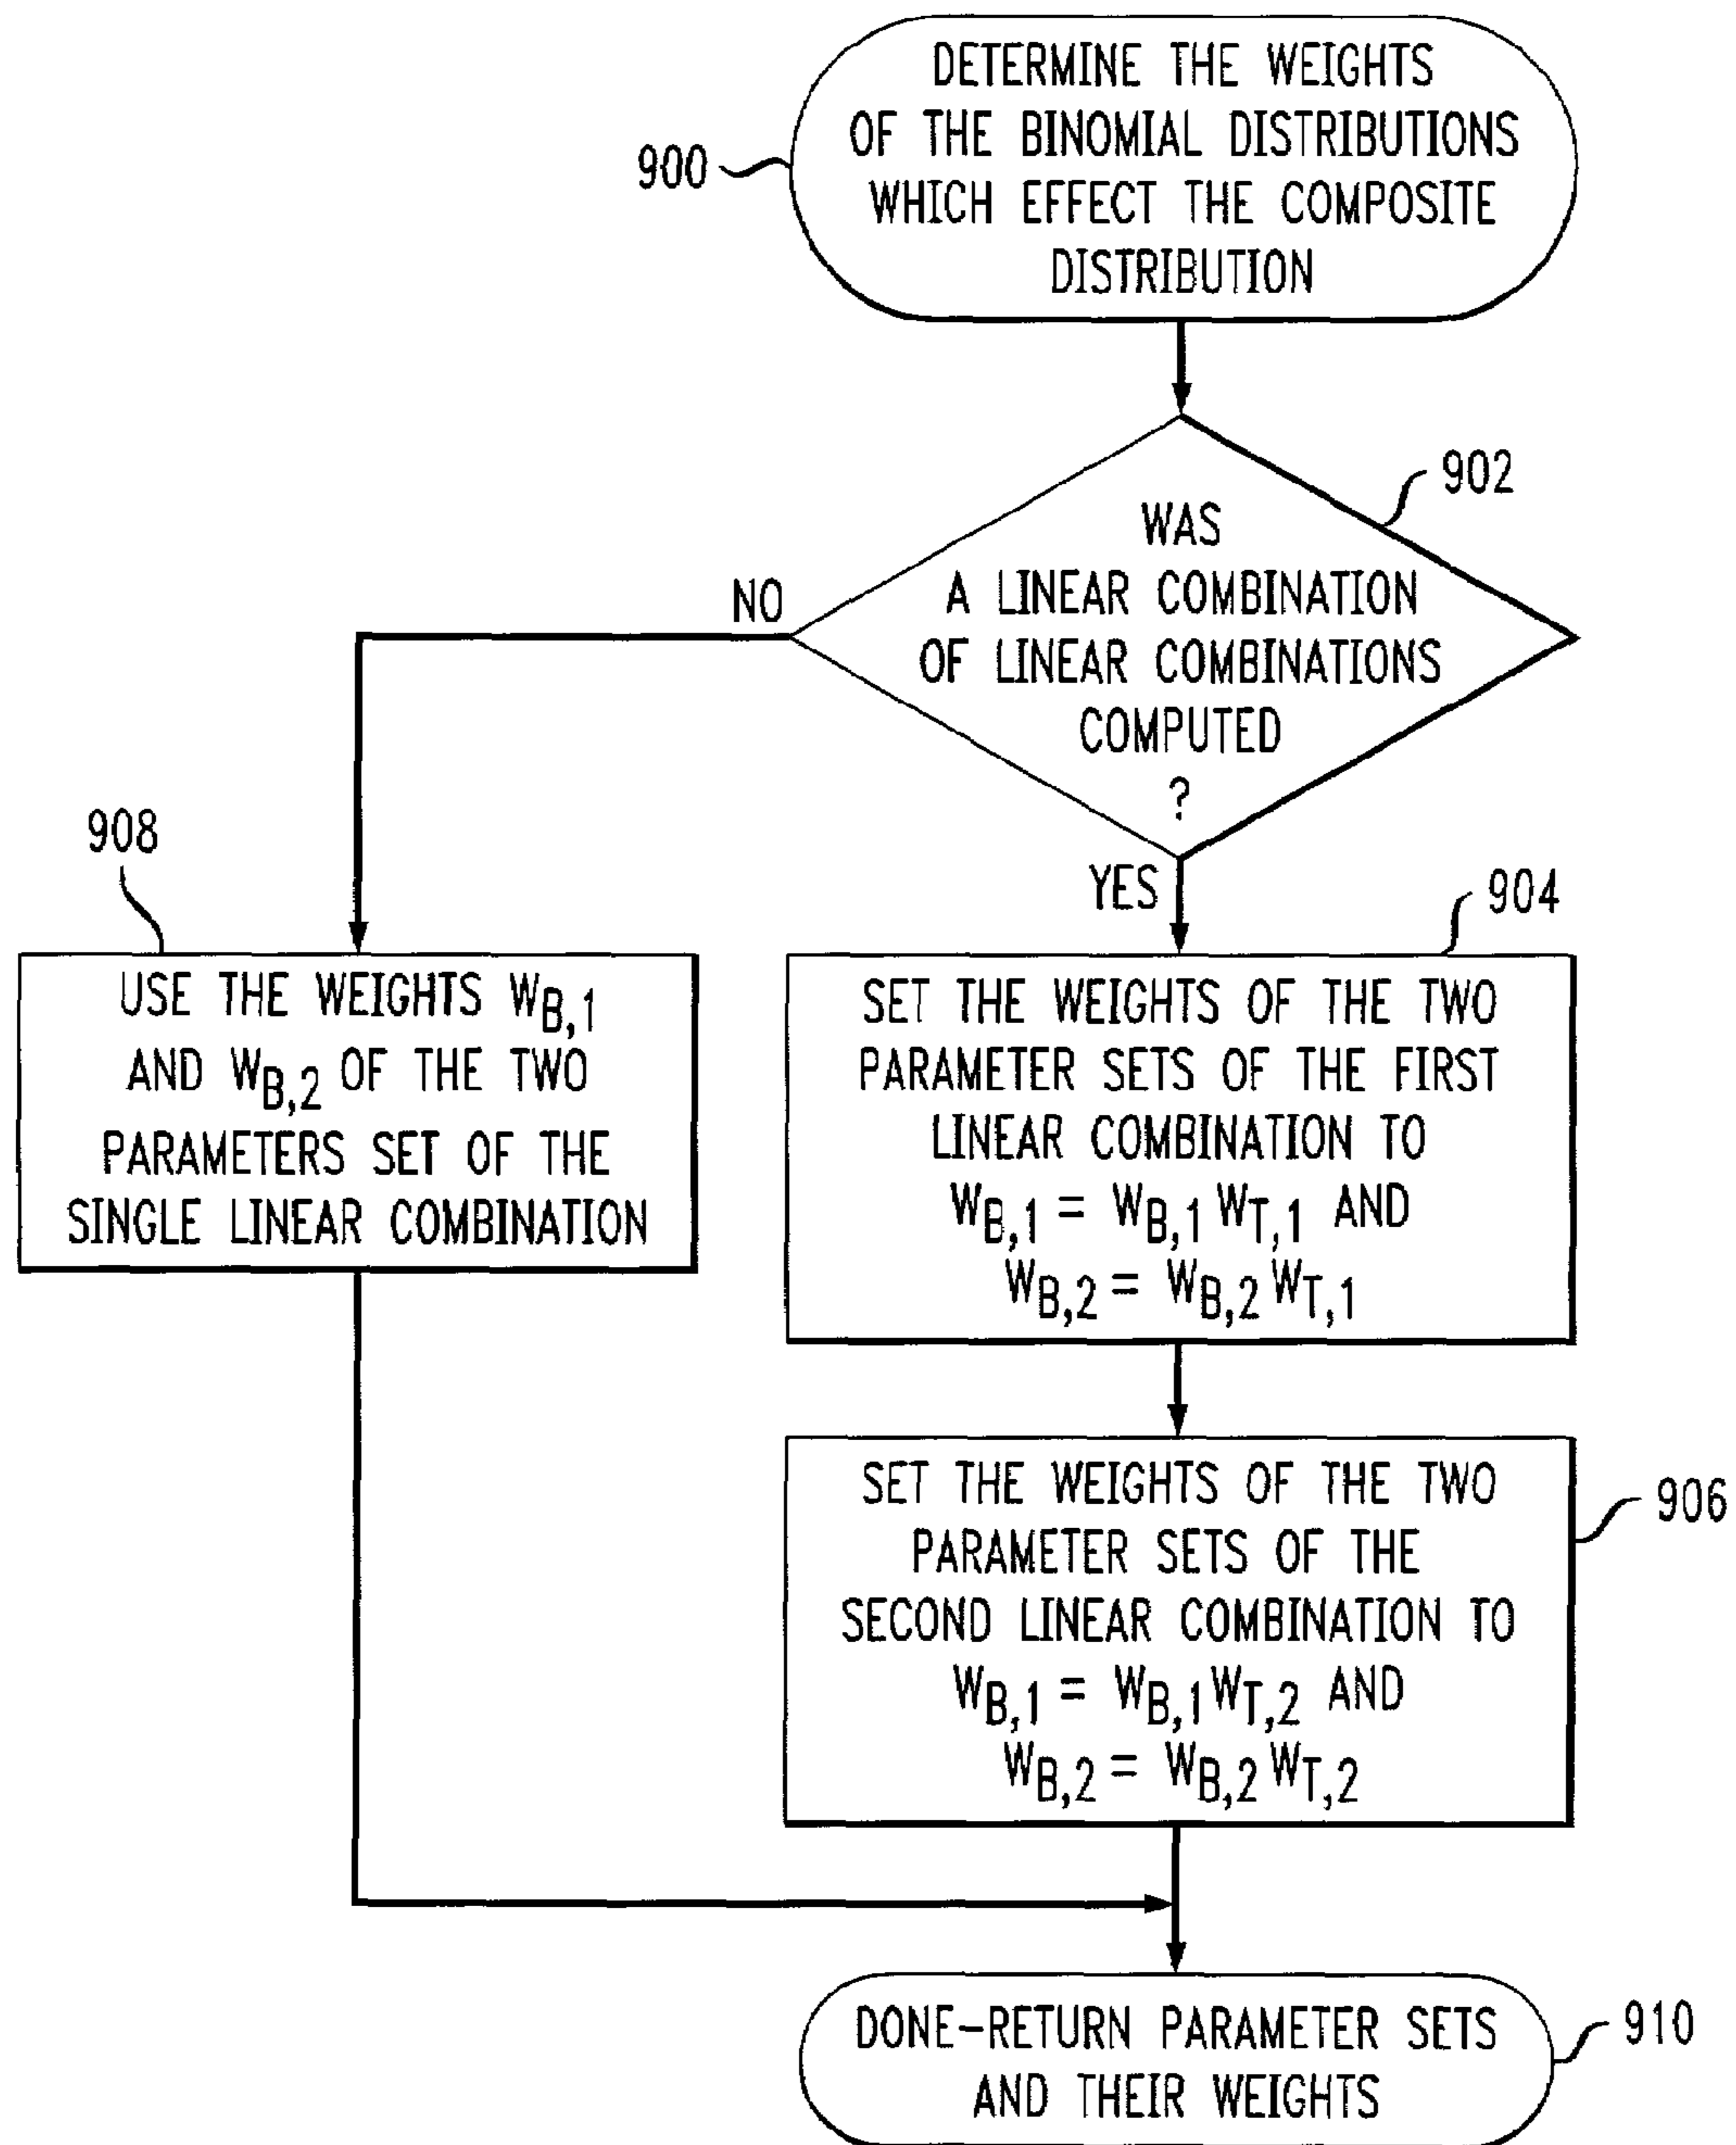 DETERMINE THE WEIGHTS
OF THE BINOMIAL DISTRIBUTIONS
WHICH EFFECT THE COMPOSITE
DISTRIBUTION
900
902
WAS
A LINEAR COMBINATION
OF LINEAR COMBINATIONS
COMPUTED
?
NO
YES
908
USE THE WEIGHTS WB,1
AND WB,2 OF THE TWO
PARAMETERS SET OF THE
SINGLE LINEAR COMBINATION
904
SET THE WEIGHTS OF THE TWO
PARAMETER SETS OF THE FIRST
LINEAR COMBINATION TO
WB,1 = WB,1 WT,1 AND
WB,2 = WB,2 WT,1
906
SET THE WEIGHTS OF THE TWO
PARAMETER SETS OF THE
SECOND LINEAR COMBINATION TO
WB,1 = WB,1 WT,2 AND
WB,2 = WB,2 WT,2
DONE-RETURN PARAMETER SETS
AND THEIR WEIGHTS
910